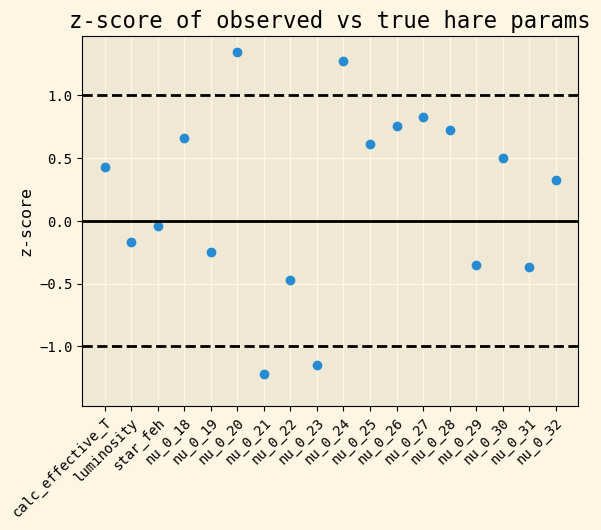 z-score of observed vs true hare params
z-score
1.0
0.5
0.0
−0.5
−1.0
calc_effective_T
luminosity
star_feh
nu_0_18
nu_0_19
nu_0_20
nu_0_21
nu_0_22
nu_0_23
nu_0_24
nu_0_25
nu_0_26
nu_0_27
nu_0_28
nu_0_29
nu_0_30
nu_0_31
nu_0_32